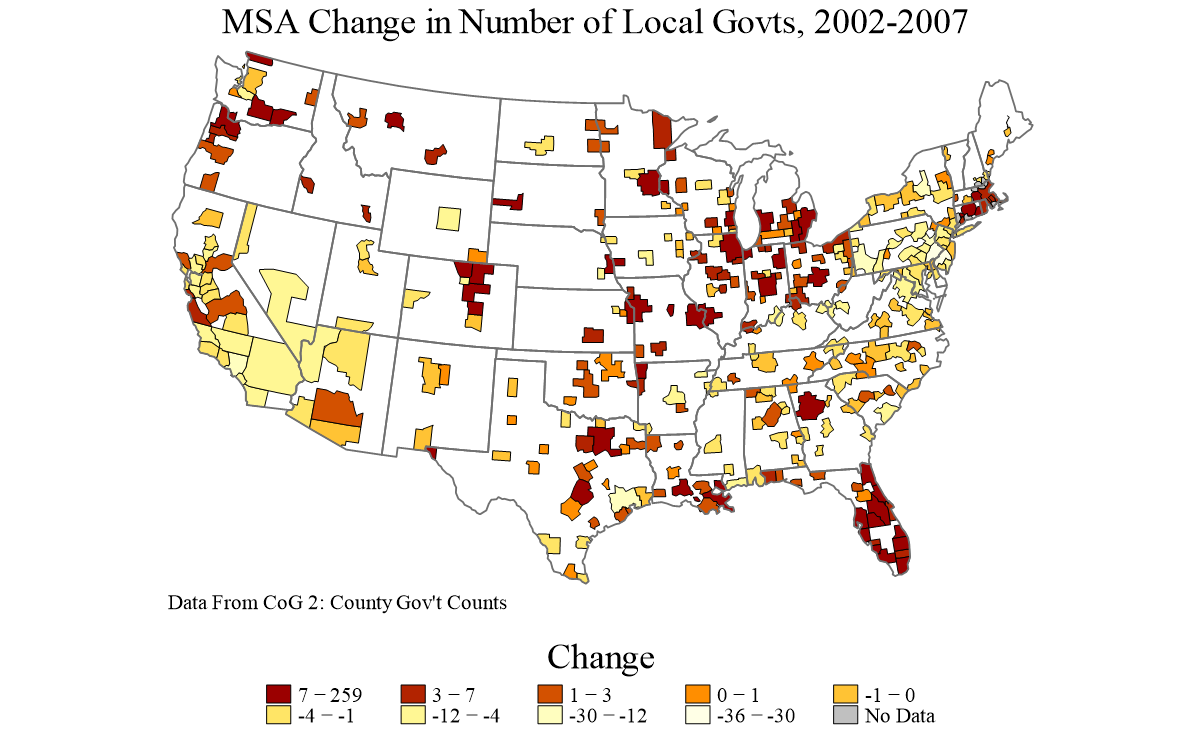 MSA Change in Number of Local Govts, 2002-2007
Data From CoG 2: County Gov't Counts
Change
7 − 259 3 − 7 1 − 3 0 − 1 -1 − 0
-4 − -1 -12 − -4 -30 − -12 -36 − -30 No Data